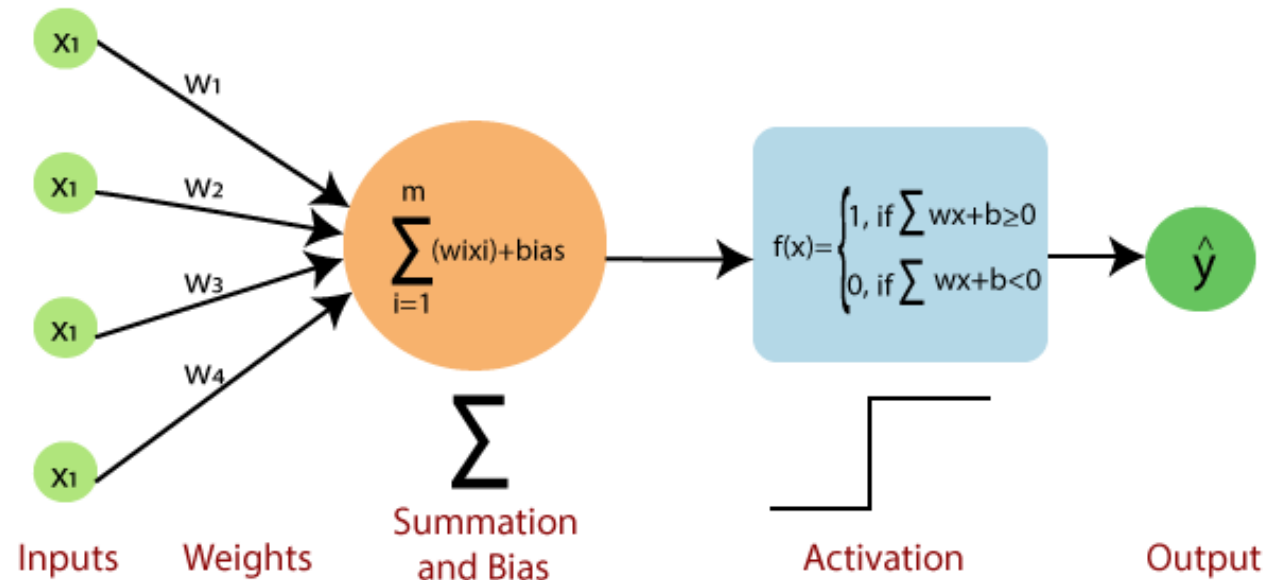 x1
w1
x1
w2
x1
w3
x1
w4
m
∑(wixi)+bias
i=1
∑
f(x)={
1, if ∑ wx+b≥0
0, if ∑ wx+b<0
ŷ
Inputs
Weights
Summation
and Bias
Activation
Output